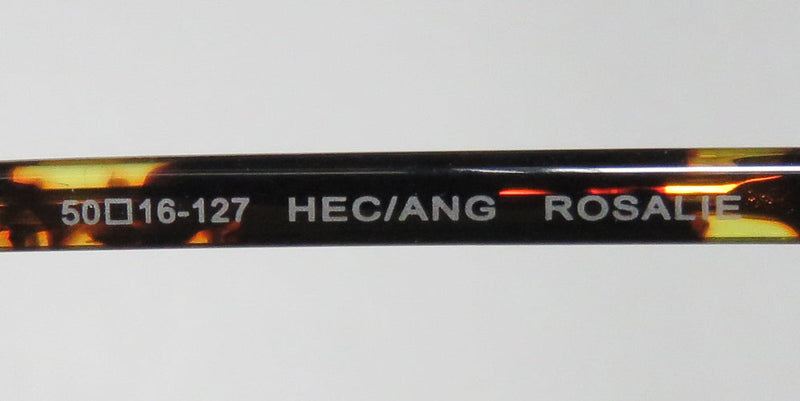 50□16-127 HEC/ANG ROSALIE